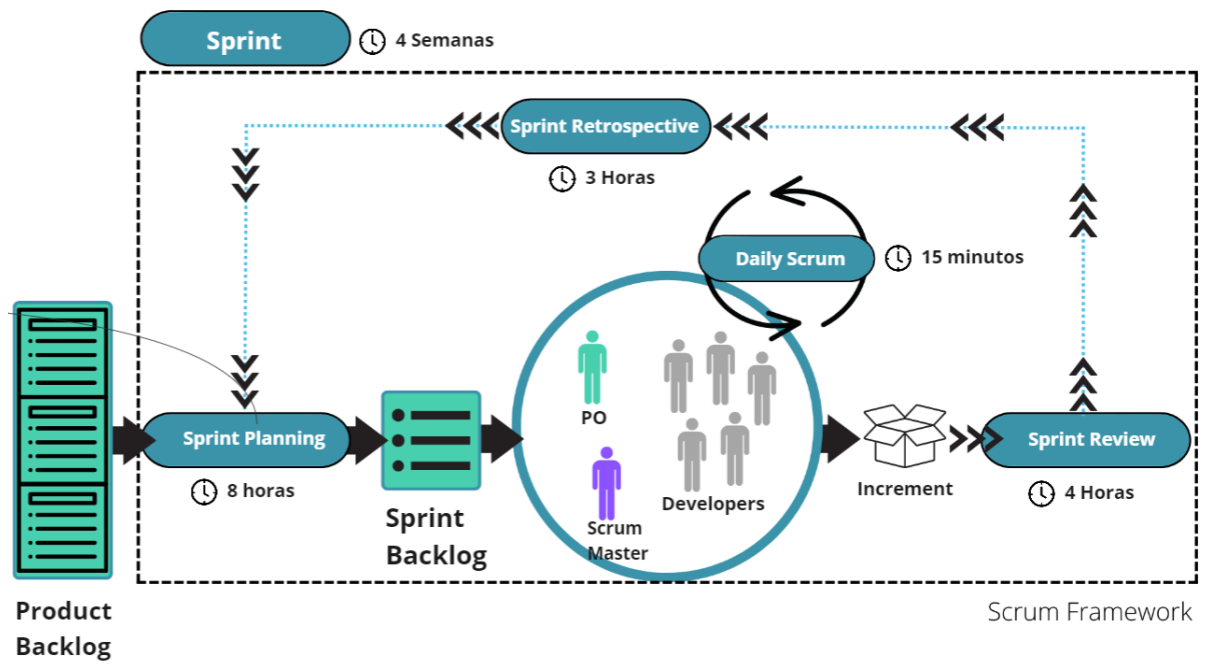 Sprint
4 Semanas
Sprint Retrospective
3 Horas
Daily Scrum
15 minutos
PO
Sprint Planning
Sprint Review
8 horas
Increment
4 Horas
Developers
Sprint
Backlog
Scrum
Master
Product
Backlog
Scrum Framework